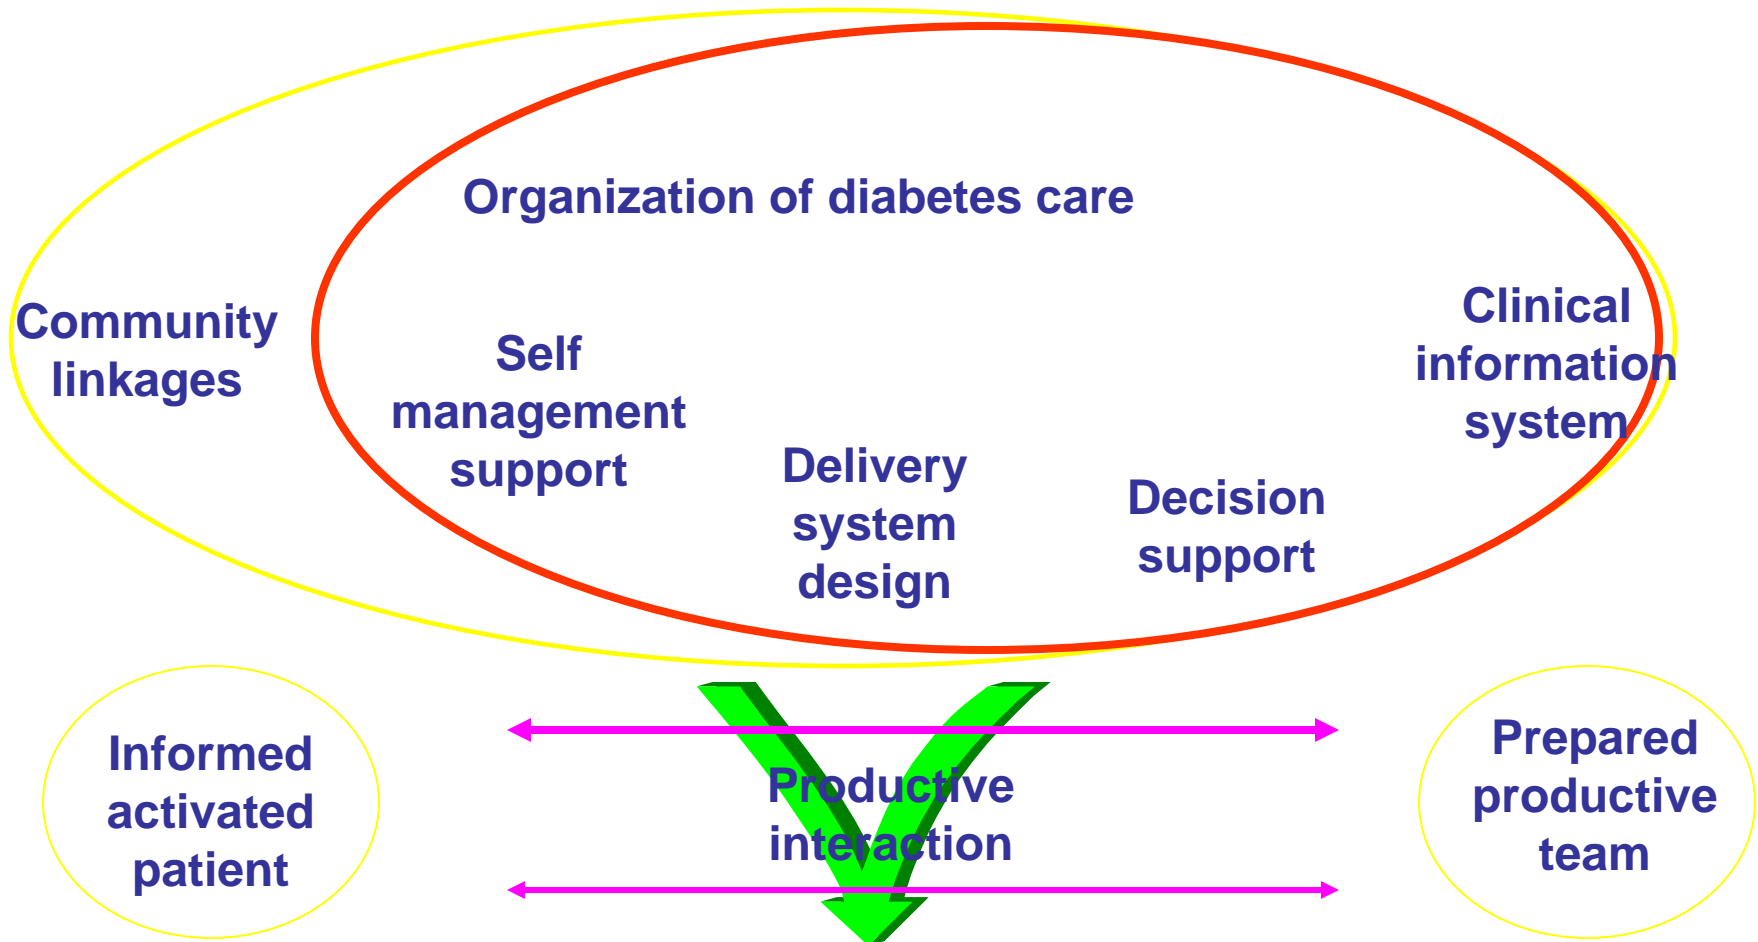 Organization of diabetes care
Community
linkages
Self
management
support
Delivery
system
design
Decision
support
Clinical
information
system
Informed
activated
patient
Productive
interaction
Prepared
productive
team